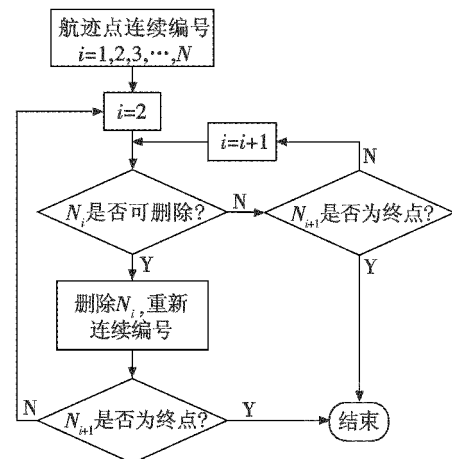 航迹点连续编号
i=1,2,3,…,N
i=2
i=i+1
N
Nᵢ是否可删除?
N
Nᵢ₊₁是否为终点?
Y
Y
删除Nᵢ,重新
连续编号
N
Nᵢ₊₁是否为终点?
Y
结束